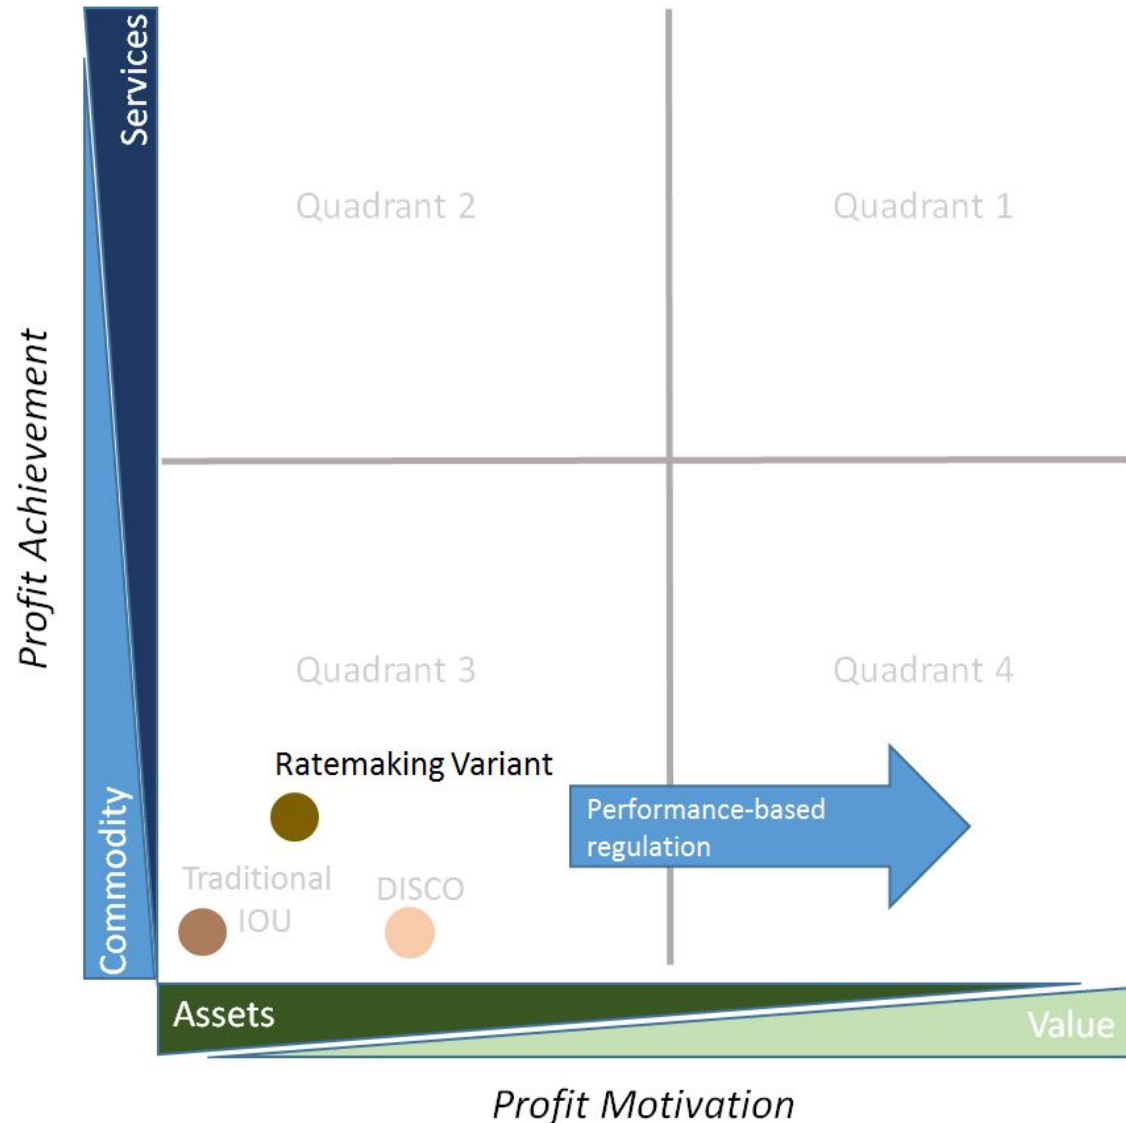 Services
Quadrant 2
Quadrant 1
Profit Achievement
Quadrant 3
Quadrant 4
Ratemaking Variant
Performance-based
regulation
Commodity
Traditional
IOU
DISCO
Assets
Value
Profit Motivation